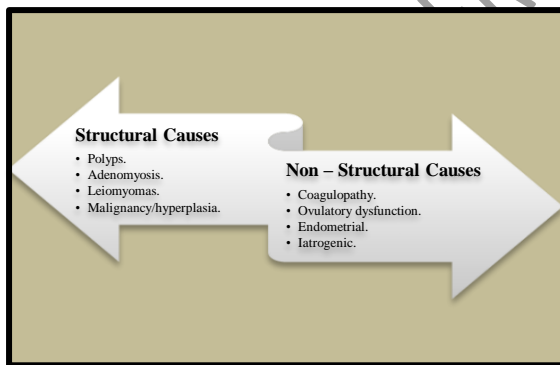 Structural Causes
• Polyps.
• Adenomyosis.
• Leiomyomas.
• Malignancy/hyperplasia.
Non – Structural Causes
• Coagulopathy.
• Ovulatory dysfunction.
• Endometrial.
• Iatrogenic.